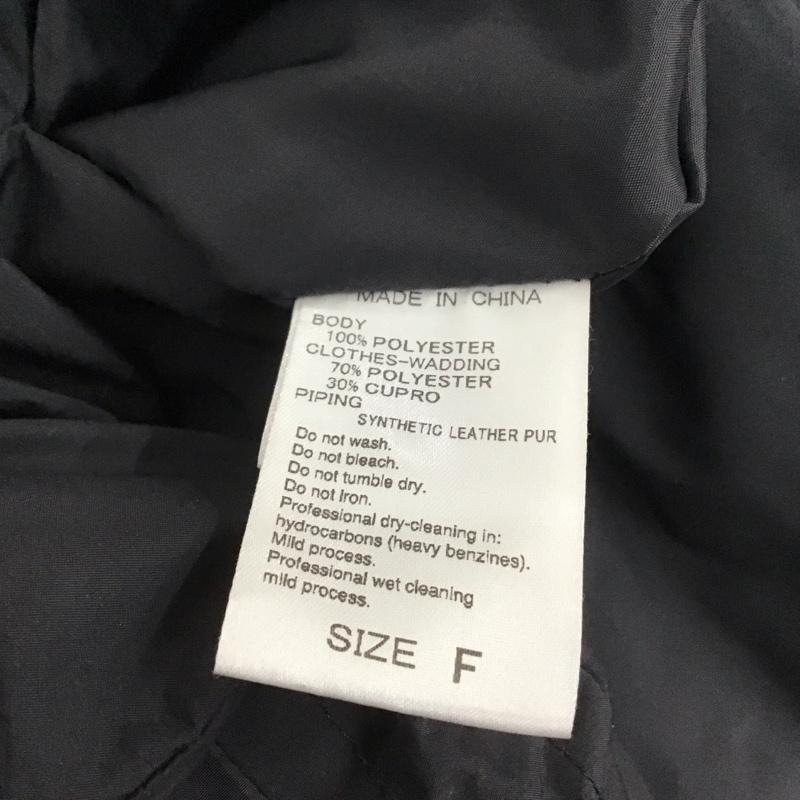 MADE IN CHINA
BODY
100% POLYESTER
CLOTHES-WADDING
70% POLYESTER
30% CUPRO
PIPING
SYNTHETIC LEATHER PUR
Do not wash.
Do not bleach.
Do not tumble dry.
Do not iron.
Professional dry-cleaning in:
hydrocarbons (heavy benzines).
Mild process.
Professional wet cleaning
mild process.
SIZE F